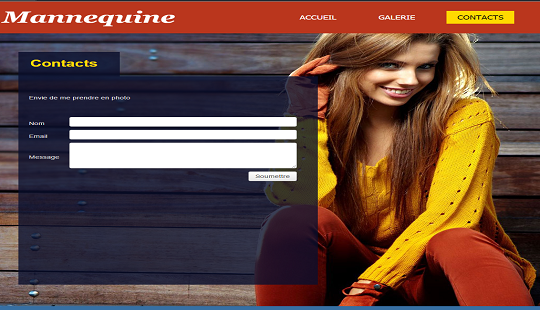 Mannequine
ACCUEIL GALERIE CONTACTS
Contacts
Envie de me prendre en photo
Nom
Email
Message
Soumettre